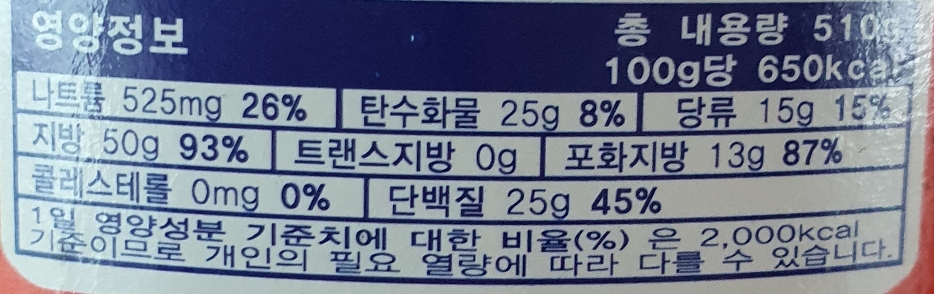 영양정보 총 내용량 510g
100g당 650kcal
나트륨 525mg 26% 탄수화물 25g 8% 당류 15g 15%
지방 50g 93% 트랜스지방 0g 포화지방 13g 87%
콜레스테롤 0mg 0% 단백질 25g 45%
1일 영양성분 기준치에 대한 비율(%) 은 2,000kcal
기준이므로 개인의 필요 열량에 따라 다를 수 있습니다.